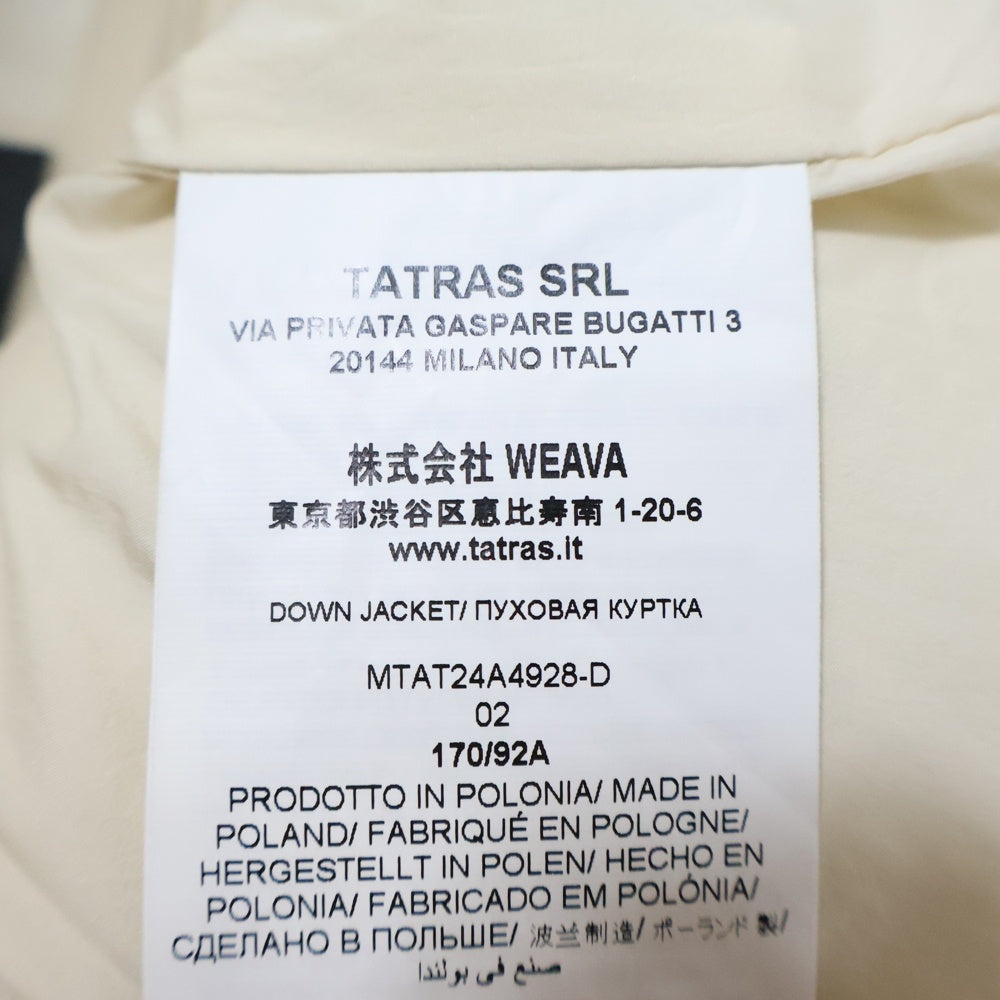 TATRAS SRL
VIA PRIVATA GASPARE BUGATTI 3
20144 MILANO ITALY
株式会社 WEAVA
東京都渋谷区恵比寿南 1-20-6
www.tatras.it
DOWN JACKET/ ПУХОВАЯ КУРТКА
MTAT24A4928-D
02
170/92A
PRODOTTO IN POLONIA/ MADE IN
POLAND/ FABRIQUÉ EN POLOGNE/
HERGESTELLT IN POLEN/ HECHO EN
POLONIA/ FABRICADO EM POLÓNIA/
СДЕЛАНО В ПОЛЬШЕ/ 波兰制造/ ポーランド 製/
صنع في بولندا